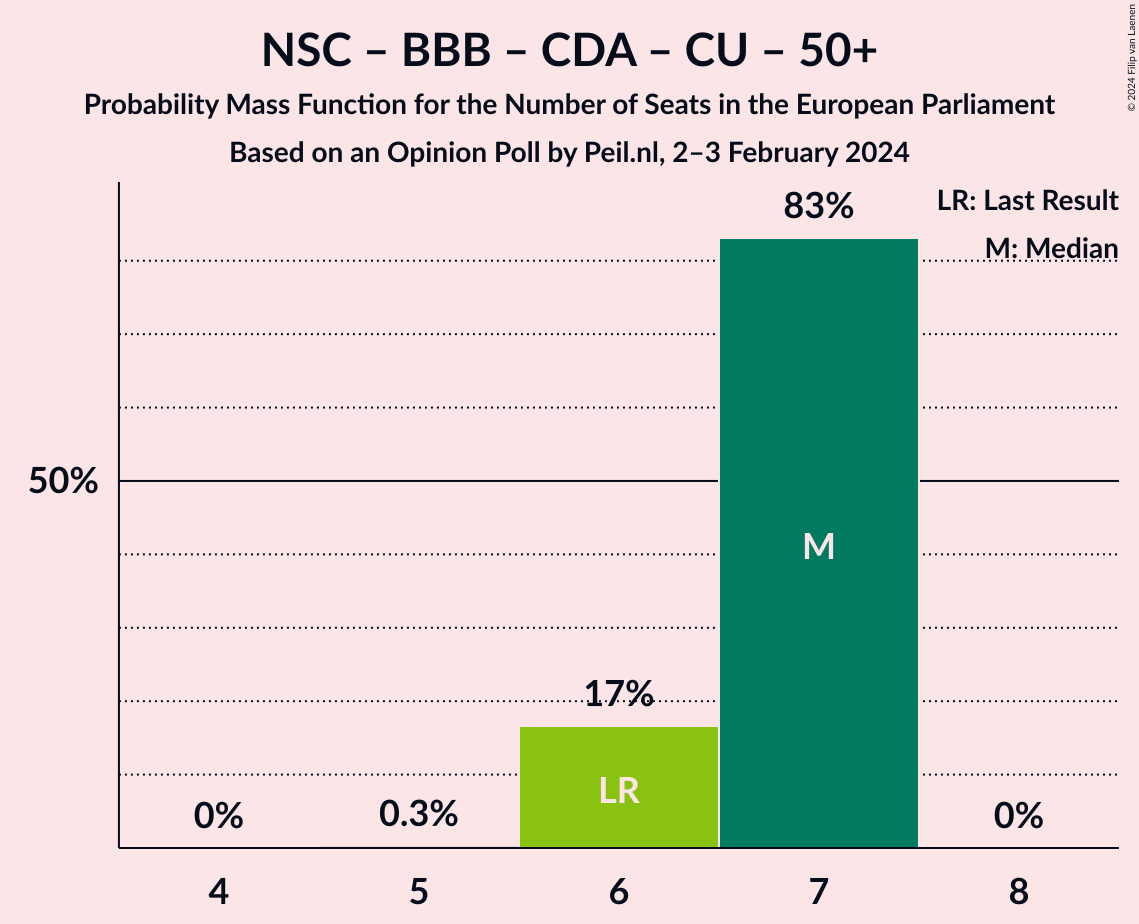 NSC – BBB – CDA – CU – 50+
Probability Mass Function for the Number of Seats in the European Parliament
Based on an Opinion Poll by Peil.nl, 2–3 February 2024
© 2024 Filip van Laenen
LR: Last Result
M: Median
83%
50%
M
17%
LR
0%
0.3%
0%
4
5
6
7
8